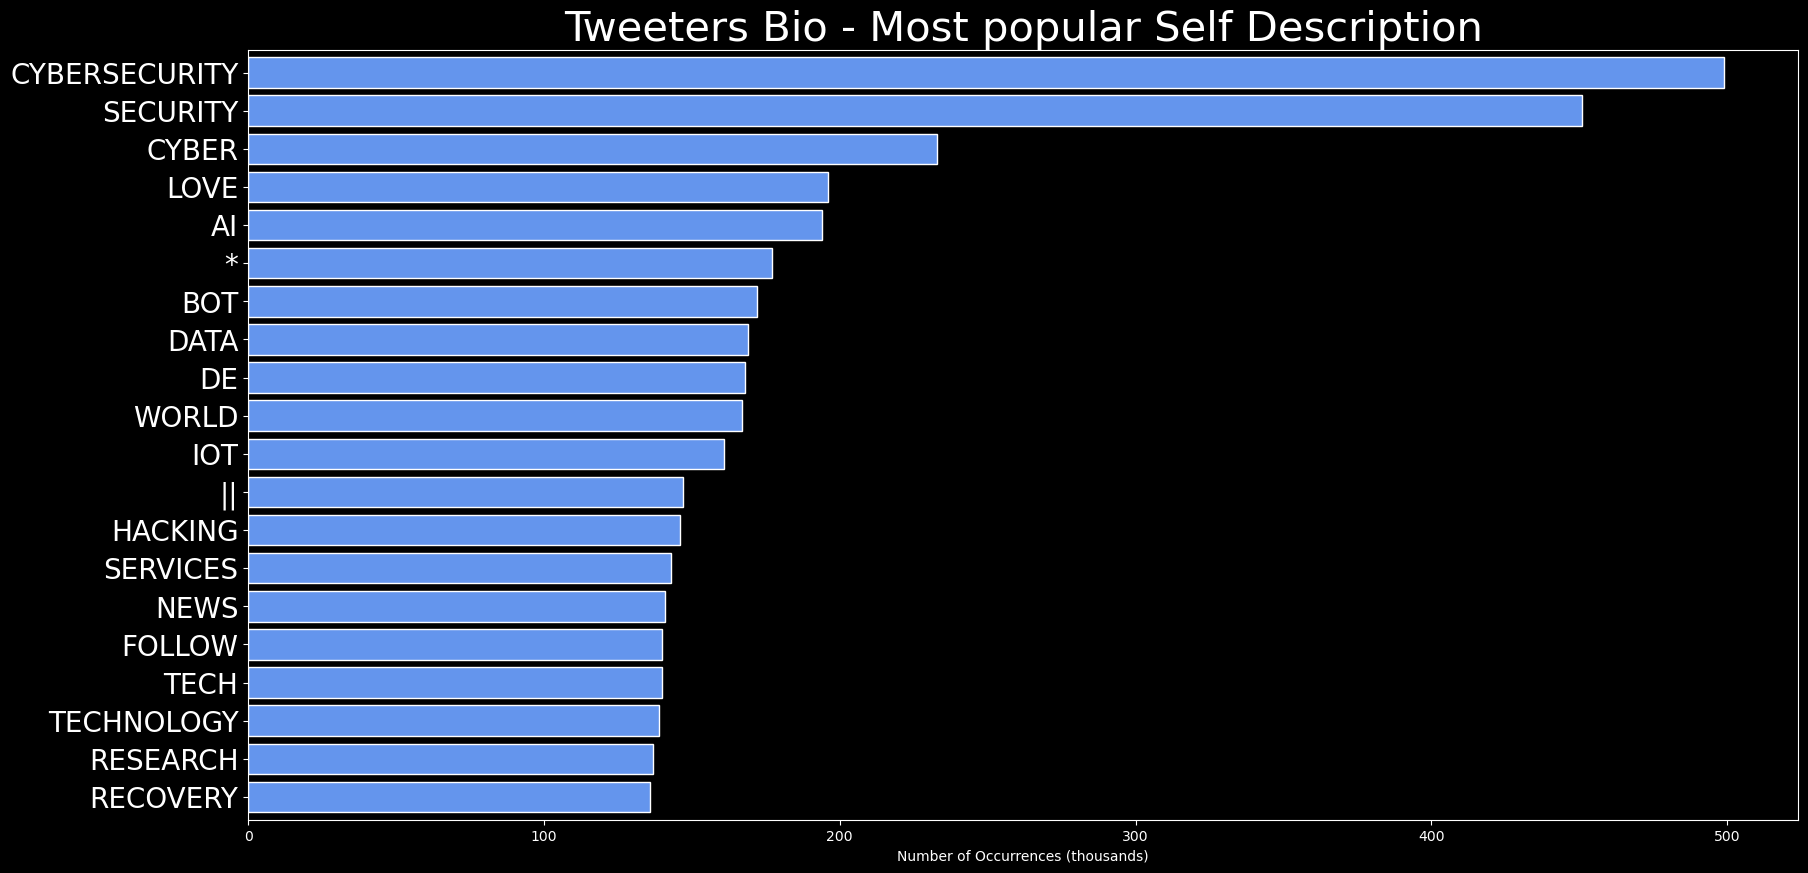 Tweeters Bio - Most popular Self Description
CYBERSECURITY
SECURITY
CYBER
LOVE
AI
*
BOT
DATA
DE
WORLD
IOT
||
HACKING
SERVICES
NEWS
FOLLOW
TECH
TECHNOLOGY
RESEARCH
RECOVERY
0 100 200 300 400 500
Number of Occurrences (thousands)